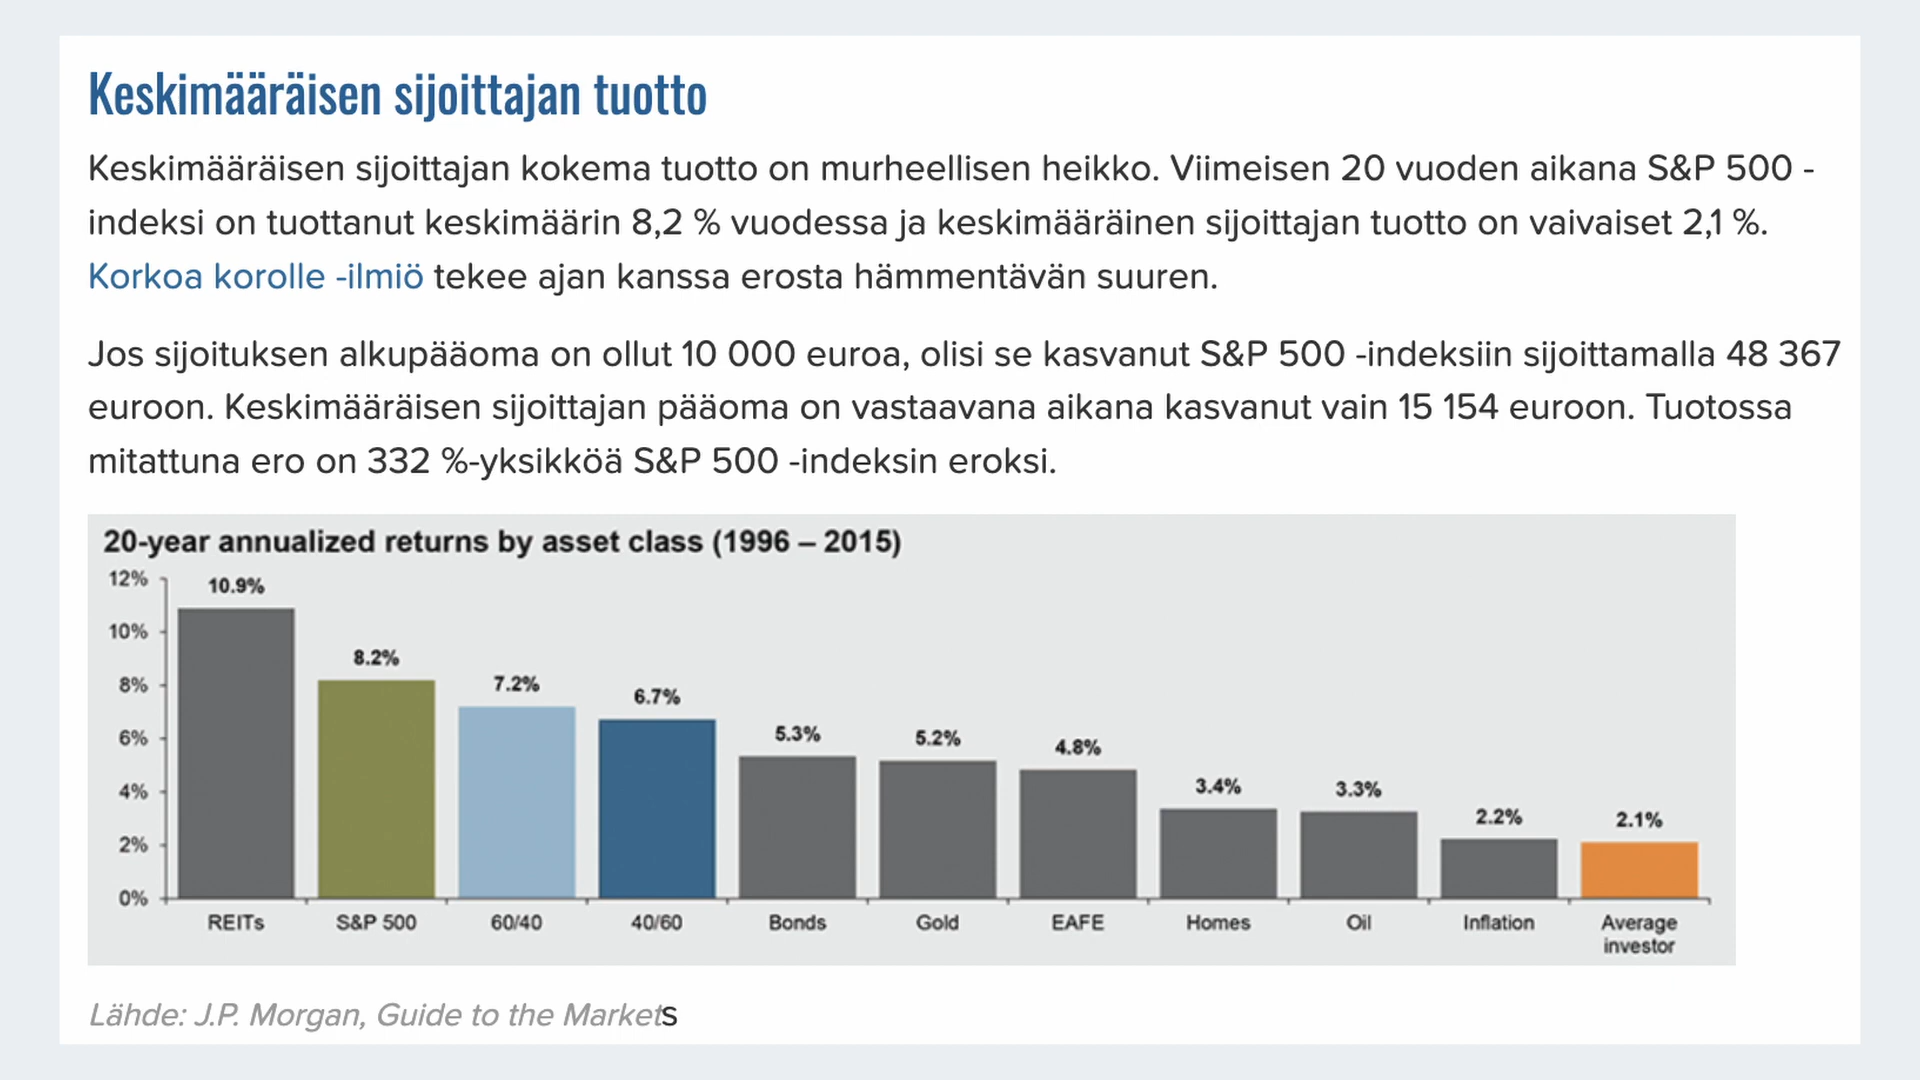 Keskimääräisen sijoittajan tuotto
Keskimääräisen sijoittajan kokema tuotto on murheellisen heikko. Viimeisen 20 vuoden aikana S&P 500 -
indeksi on tuottanut keskimäärin 8,2 % vuodessa ja keskimääräinen sijoittajan tuotto on vaivaiset 2,1 %.
Korkoa korolle -ilmiö tekee ajan kanssa erosta hämmentävän suuren.
Jos sijoituksen alkupääoma on ollut 10 000 euroa, olisi se kasvanut S&P 500 -indeksiin sijoittamalla 48 367
euroon. Keskimääräisen sijoittajan pääoma on vastaavana aikana kasvanut vain 15 154 euroon. Tuotossa
mitattuna ero on 332 %-yksikköä S&P 500 -indeksin eroksi.
20-year annualized returns by asset class (1996 – 2015)
12%
10%
8%
6%
4%
2%
0%
10.9%
8.2%
7.2%
6.7%
5.3%
5.2%
4.8%
3.4%
3.3%
2.2%
2.1%
REITs
S&P 500
60/40
40/60
Bonds
Gold
EAFE
Homes
Oil
Inflation
Average
investor
Lähde: J.P. Morgan, Guide to the Markets